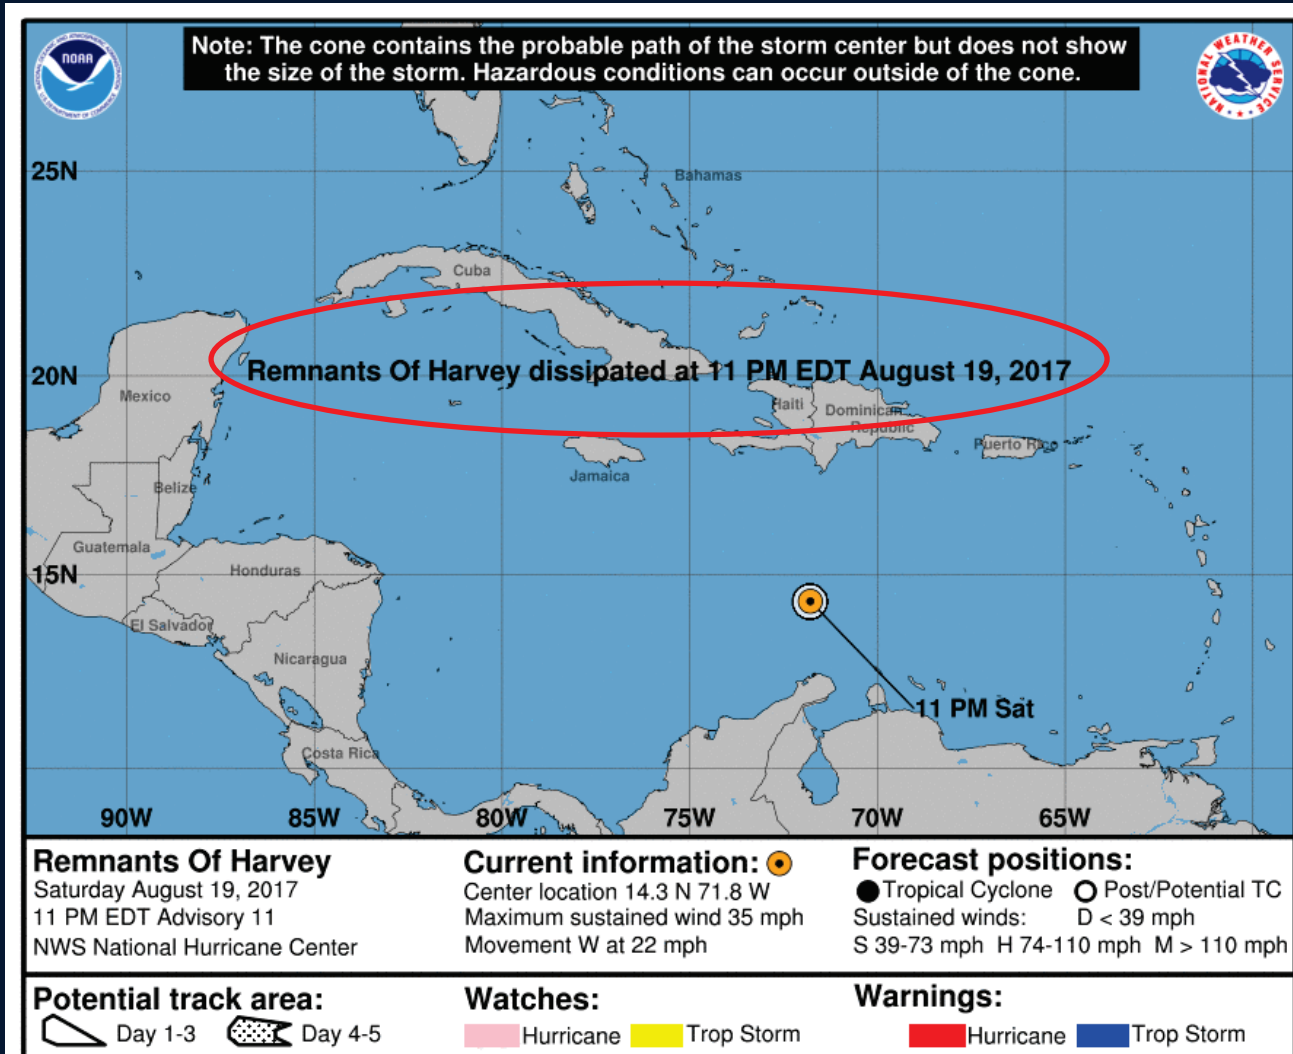 Note: The cone contains the probable path of the storm center but does not show
the size of the storm. Hazardous conditions can occur outside of the cone.
NOAA
NATIONAL WEATHER SERVICE
25N
Bahamas
Cuba
Remnants Of Harvey dissipated at 11 PM EDT August 19, 2017
20N
Mexico
Haiti
Dominican
Republic
Puerto Rico
Jamaica
Belize
Guatemala
15N
Honduras
El Salvador
Nicaragua
11 PM Sat
Costa Rica
90W 85W 80W 75W 70W 65W
Remnants Of Harvey
Saturday August 19, 2017
11 PM EDT Advisory 11
NWS National Hurricane Center
Current information:
Center location 14.3 N 71.8 W
Maximum sustained wind 35 mph
Movement W at 22 mph
Forecast positions:
Tropical Cyclone Post/Potential TC
Sustained winds: D < 39 mph
S 39-73 mph H 74-110 mph M > 110 mph
Potential track area:
Day 1-3 Day 4-5
Watches:
Hurricane Trop Storm
Warnings:
Hurricane Trop Storm